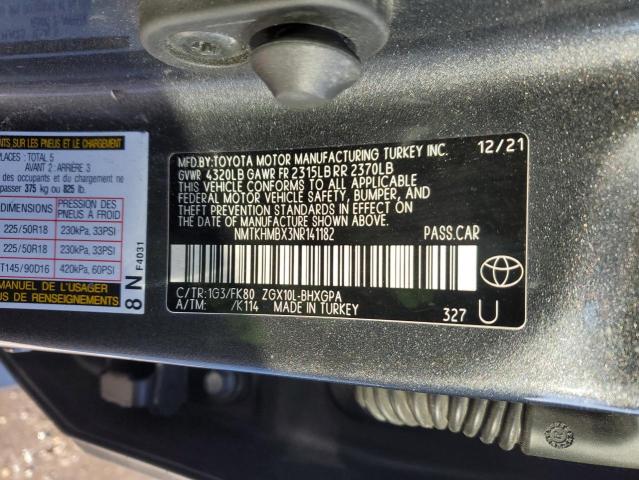 NTS SUR LES PNEUS ET LE CHARGEMENT
PLACES : TOTAL 5
AVANT 2 : ARRIÈRE 3
des occupants et du chargement ne
passer 375 kg ou 825 lb.
DIMENSIONS
PRESSION DES
PNEUS À FROID
225/50R18
230kPa, 33PSI
225/50R18
230kPa, 33PSI
T145/90D16
420kPa, 60PSI
MANUEL DE L'USAGER
8 N F4031
MFD.BY:TOYOTA MOTOR MANUFACTURING TURKEY INC. 12/21
GVWR 4320LB GAWR FR 2315LB RR 2370LB
THIS VEHICLE CONFORMS TO ALL APPLICABLE
FEDERAL MOTOR VEHICLE SAFETY, BUMPER, AND
THEFT PREVENTION STANDARDS IN EFFECT ON
THE DATE OF MANUFACTURE SHOWN ABOVE.
NMTKHMBX3NR141182 PASS.CAR
C/TR:1G3/FK80 ZGX10L-BHXGPA
A/TM: /K114 MADE IN TURKEY 327 U